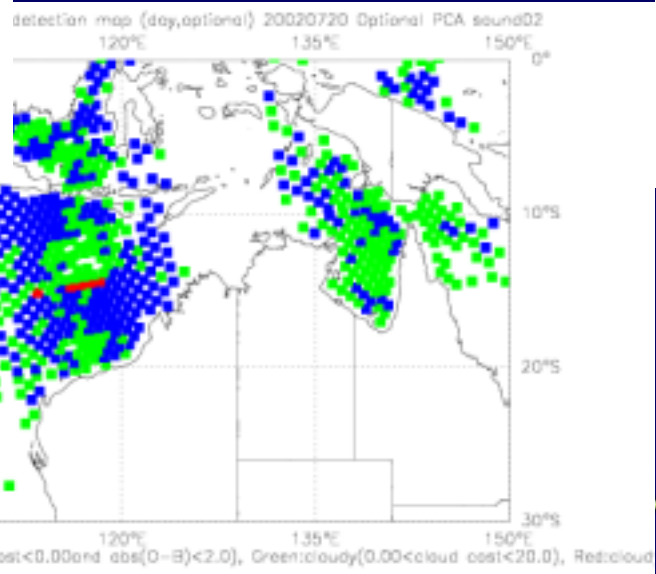 detection map (day,optional) 20020720 Optional PCA sound02
120°E 135°E 150°E
0°
10°S
20°S
30°S
120°E 135°E 150°E
cost<0.00and abs(O-B)<2.0), Green:cloudy(0.00<cloud cost<20.0), Red:cloud